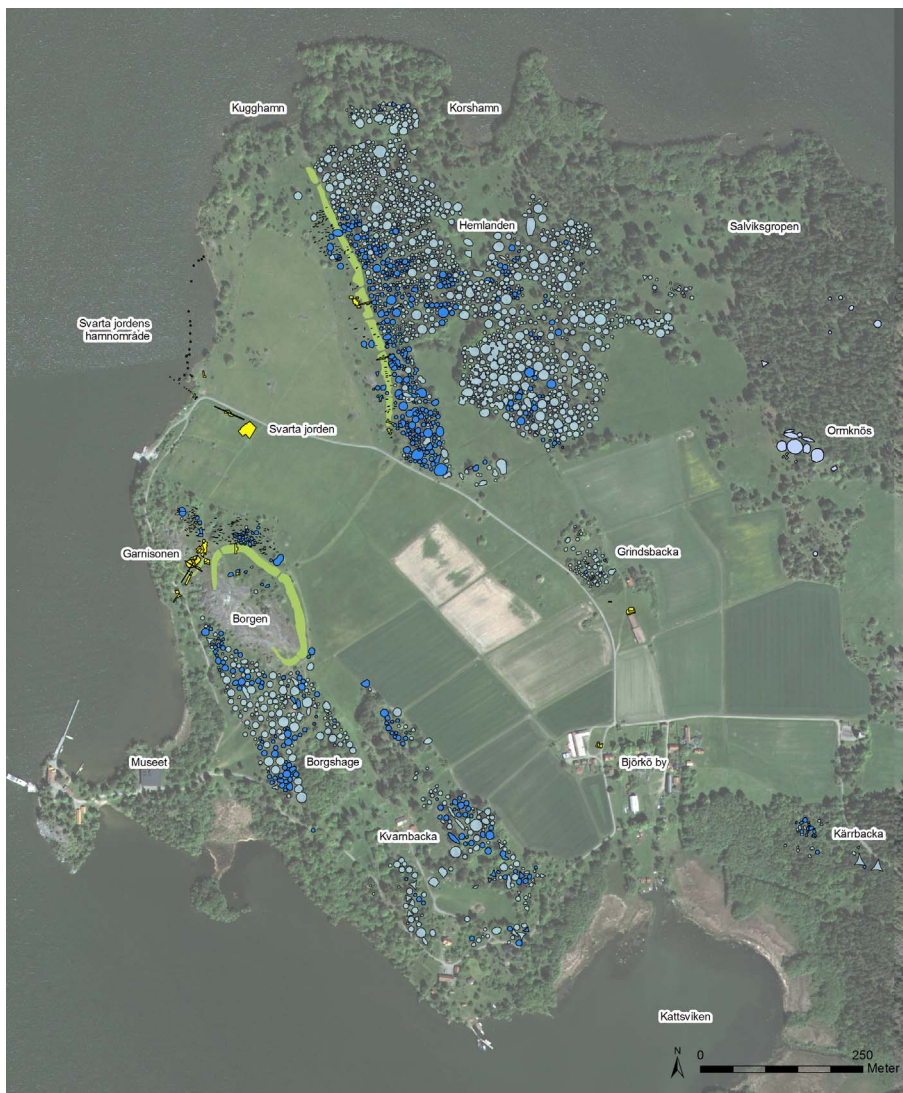 Kugghamn
Korshamn
Hemlanden
Salviksgropen
Svarta jordens
hamnområde
Svarta jorden
Ormknös
Garnisonen
Grindsbacka
Borgen
Museet
Borgshage
Björkö by
Kvarnbacka
Kärrbacka
Kattsviken
N
0
250
Meter